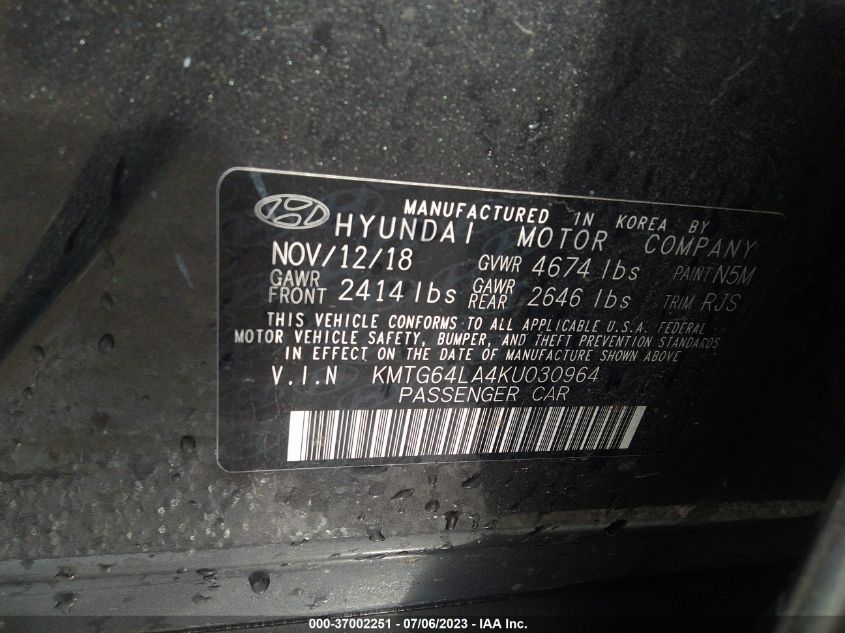 MANUFACTURED IN KOREA BY
HYUNDAI MOTOR COMPANY
NOV/12/18 GVWR 4674 lbs PAINT N5M
GAWR FRONT 2414 lbs GAWR REAR 2646 lbs TRIM RJS
THIS VEHICLE CONFORMS TO ALL APPLICABLE U.S.A. FEDERAL
MOTOR VEHICLE SAFETY, BUMPER, AND THEFT PREVENTION STANDARDS
IN EFFECT ON THE DATE OF MANUFACTURE SHOWN ABOVE
V.I.N KMTG64LA4KU030964
PASSENGER CAR
000-37002251 - 07/06/2023 - IAA Inc.